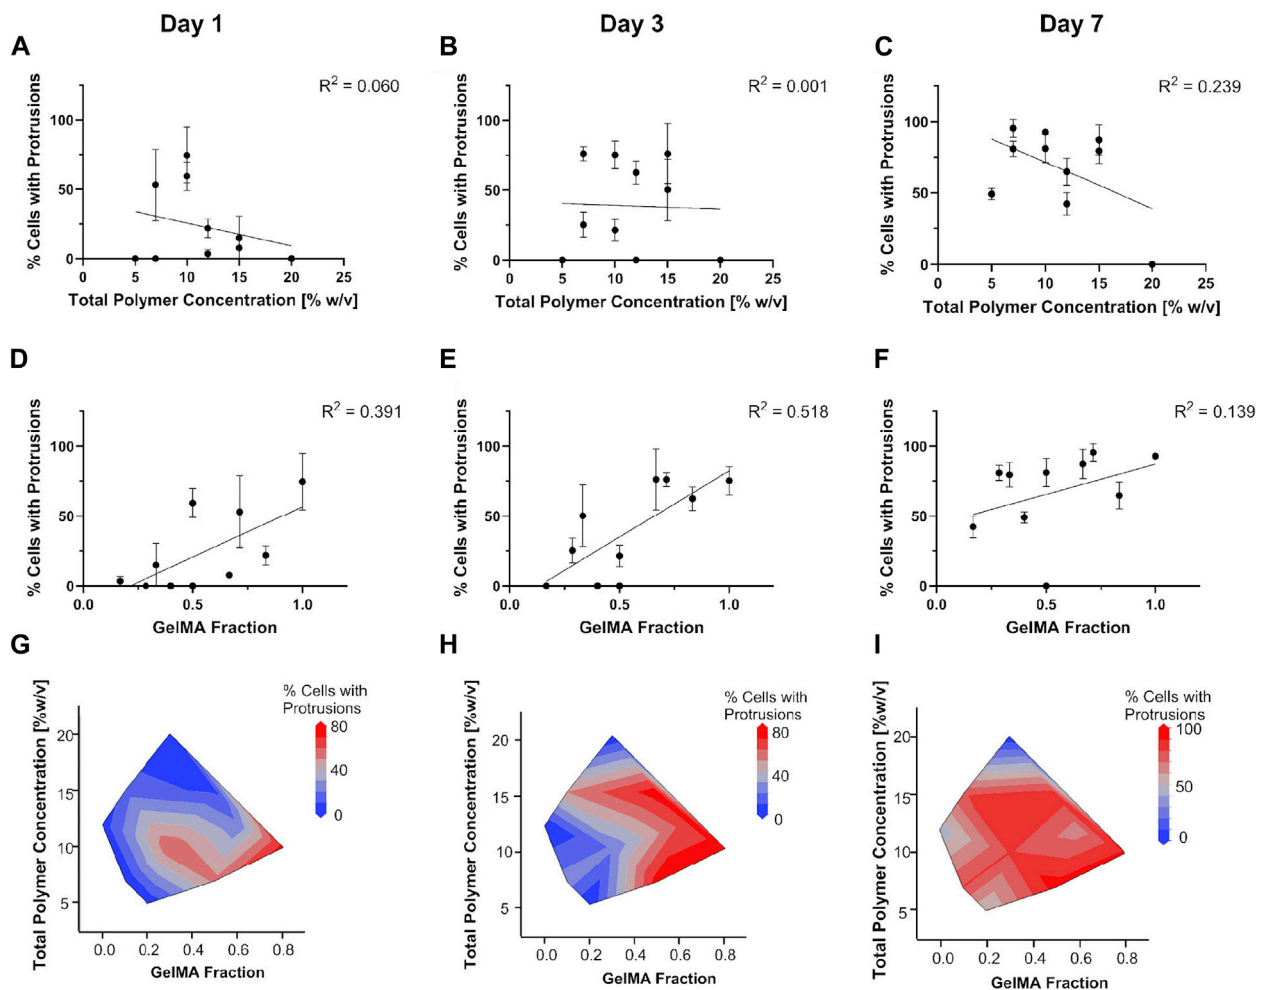 Day 1
Day 3
Day 7
A
B
C
R2 = 0.060
R2 = 0.001
R2 = 0.239
% Cells with Protrusions
100
50
0
0 5 10 15 20 25
Total Polymer Concentration [% w/v]
% Cells with Protrusions
100
50
0
0 5 10 15 20 25
Total Polymer Concentration [% w/v]
% Cells with Protrusions
100
50
0
0 5 10 15 20 25
Total Polymer Concentration [% w/v]
D
E
F
R2 = 0.391
R2 = 0.518
R2 = 0.139
% Cells with Protrusions
100
50
0
0.0 0.5 1.0
GelMA Fraction
% Cells with Protrusions
100
50
0
0.0 0.5 1.0
GelMA Fraction
% Cells with Protrusions
100
50
0
0.0 0.5 1.0
GelMA Fraction
G
H
I
Total Polymer Concentration [%w/v]
% Cells with
Protrusions
80
40
0
20
15
10
5
0.0 0.2 0.4 0.6 0.8
GelMA Fraction
Total Polymer Concentration [%w/v]
% Cells with
Protrusions
80
40
0
20
15
10
5
0.0 0.2 0.4 0.6 0.8
GelMA Fraction
Total Polymer Concentration [%w/v]
% Cells with
Protrusions
100
50
0
20
15
10
5
0.0 0.2 0.4 0.6 0.8
GelMA Fraction